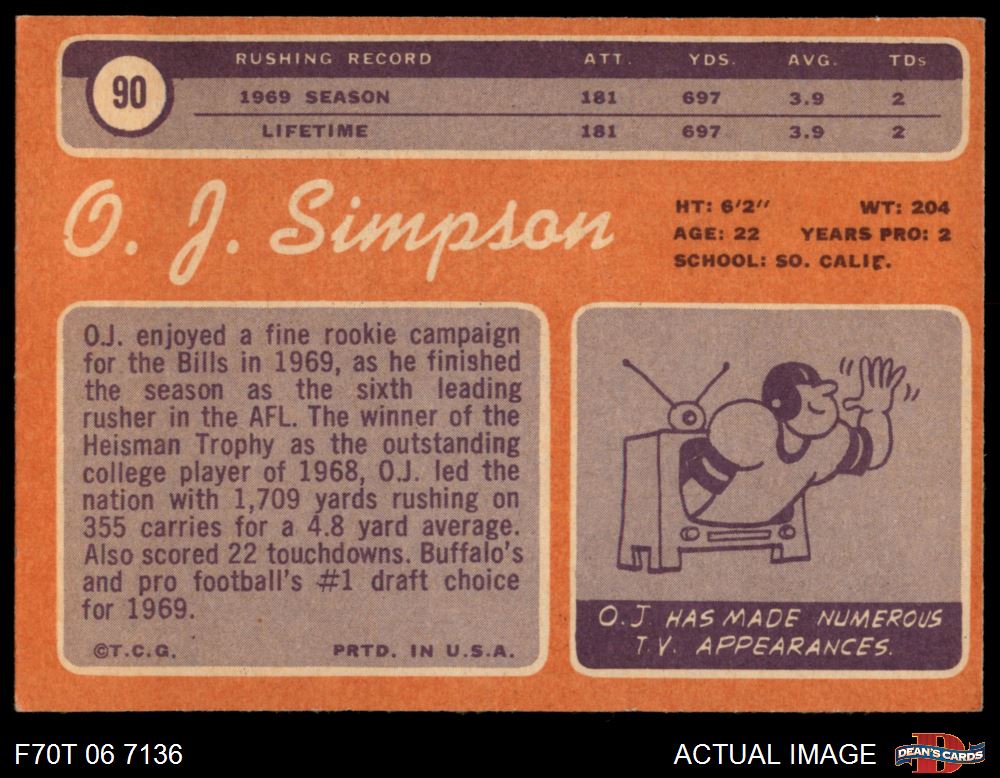 90
RUSHING RECORD ATT. YDS. AVG. TDs
1969 SEASON 181 697 3.9 2
LIFETIME 181 697 3.9 2
O. J. Simpson
HT: 6'2" WT: 204
AGE: 22 YEARS PRO: 2
SCHOOL: SO. CALIF.
O.J. enjoyed a fine rookie campaign
for the Bills in 1969, as he finished
the season as the sixth leading
rusher in the AFL. The winner of the
Heisman Trophy as the outstanding
college player of 1968, O.J. led the
nation with 1,709 yards rushing on
355 carries for a 4.8 yard average.
Also scored 22 touchdowns. Buffalo's
and pro football's #1 draft choice
for 1969.
©T.C.G. PRTD. IN U.S.A.
O.J HAS MADE NUMEROUS
T.V. APPEARANCES.
F70T 06 7136
ACTUAL IMAGE
DEAN'S CARDS